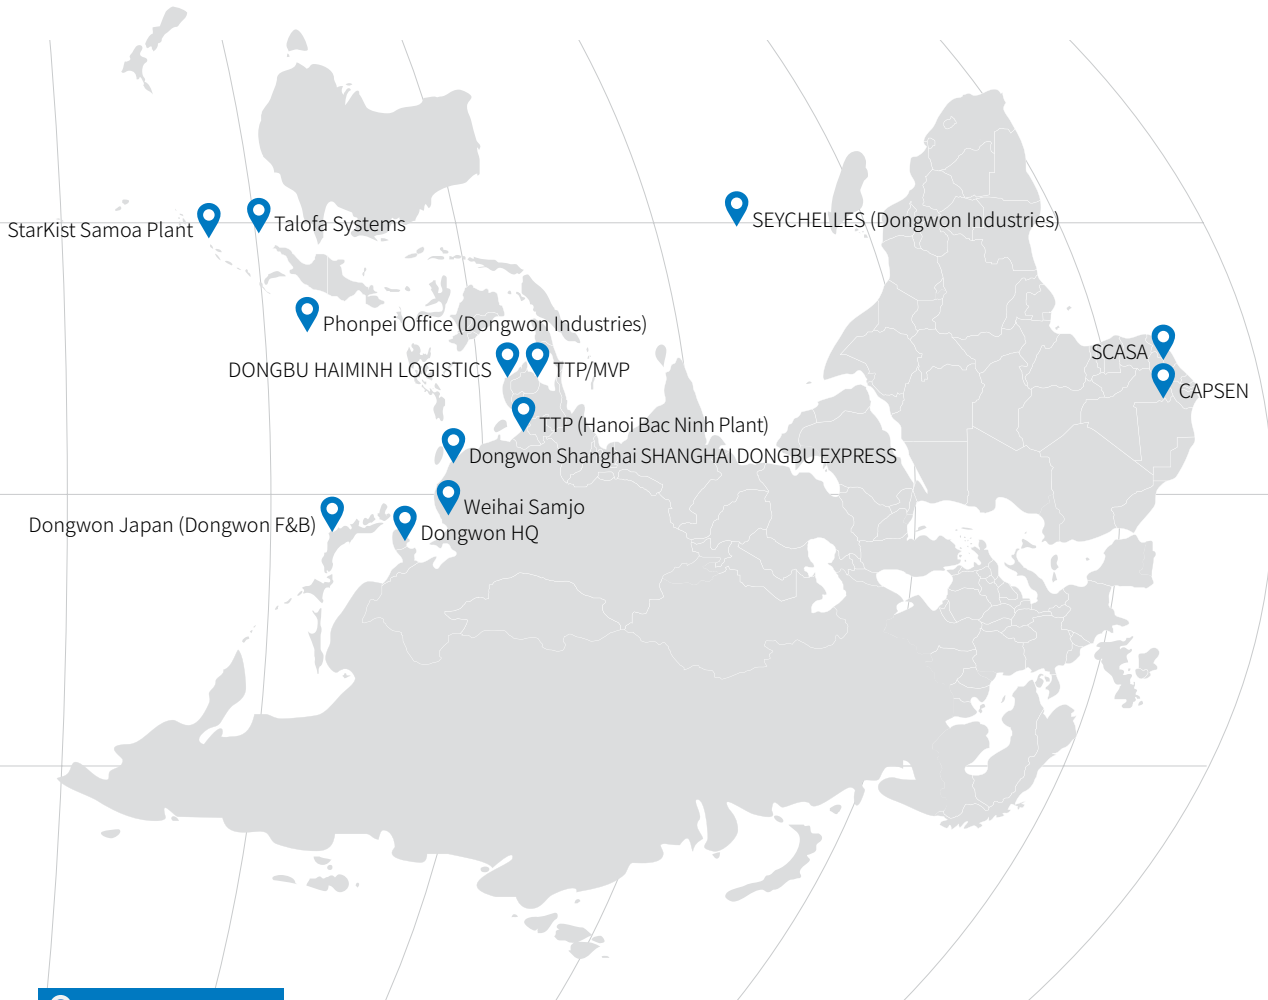 StarKist Samoa Plant
Talofa Systems
SEYCHELLES (Dongwon Industries)
Phonpei Office (Dongwon Industries)
DONGBU HAIMINH LOGISTICS
TTP/MVP
SCASA
CAPSEN
TTP (Hanoi Bac Ninh Plant)
Dongwon Shanghai SHANGHAI DONGBU EXPRESS
Weihai Samjo
Dongwon Japan (Dongwon F&B)
Dongwon HQ